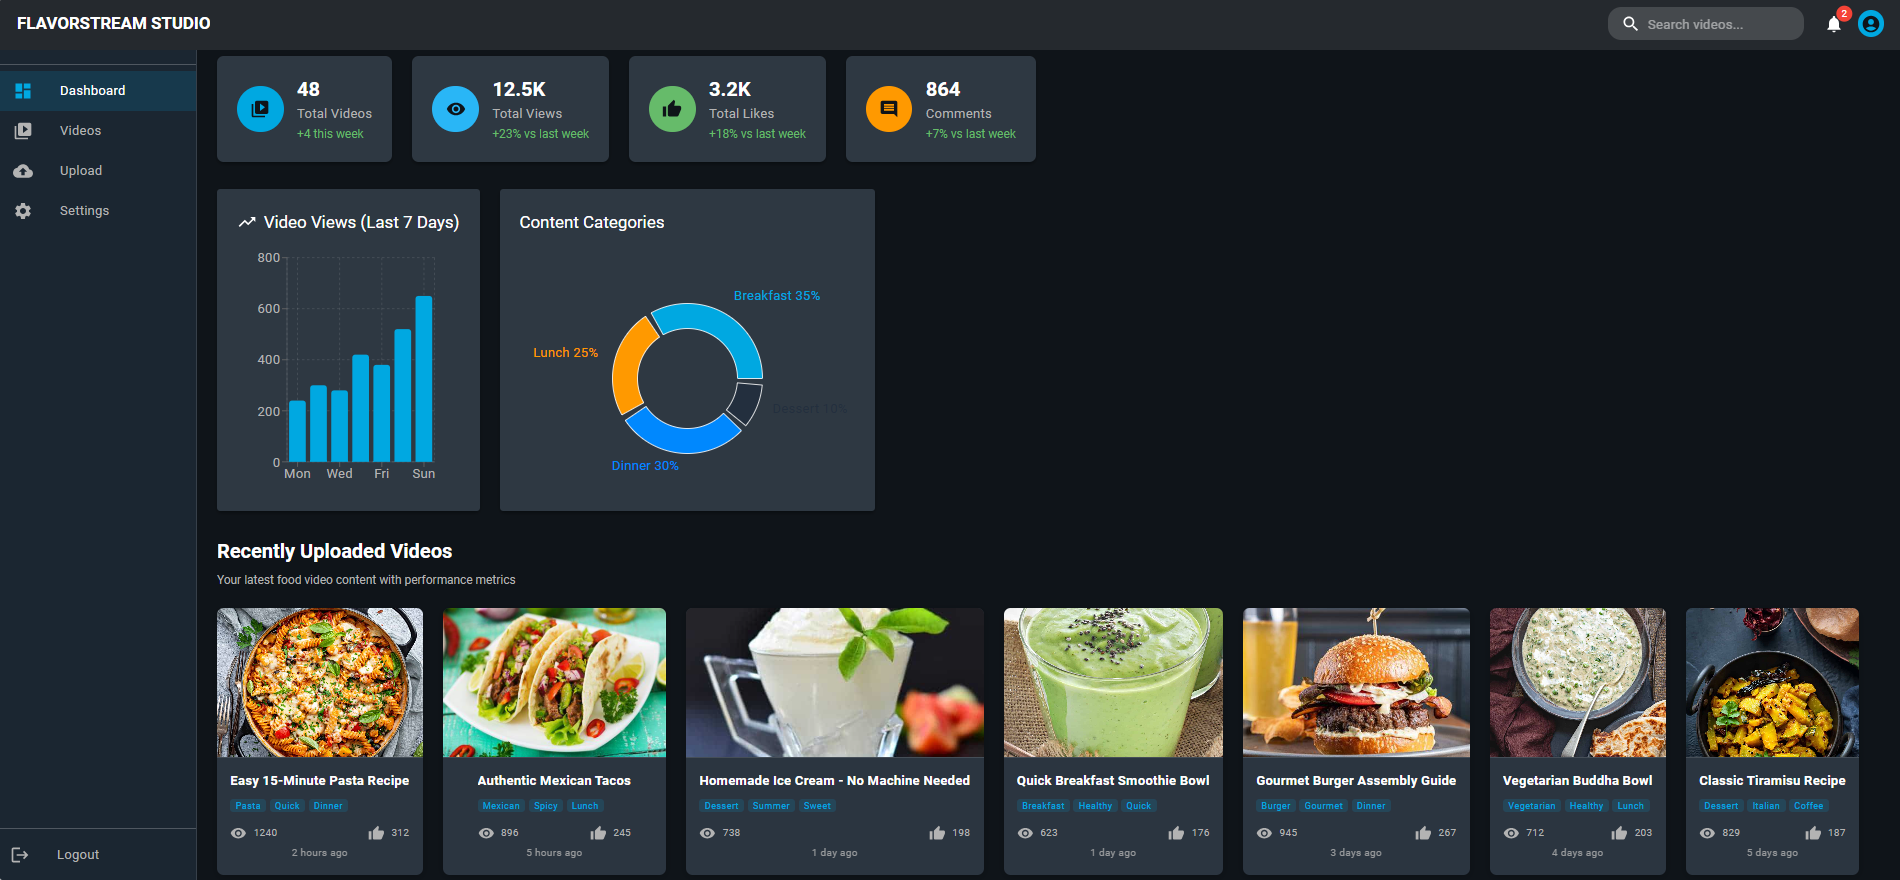 FLAVORSTREAM STUDIO
Search videos...
2
Dashboard
Videos
Upload
Settings
Logout
48
Total Videos
+4 this week
12.5K
Total Views
+23% vs last week
3.2K
Total Likes
+18% vs last week
864
Comments
+7% vs last week
Video Views (Last 7 Days)
800
600
400
200
0
Mon Wed Fri Sun
Content Categories
Breakfast 35%
Lunch 25%
Dessert 10%
Dinner 30%
Recently Uploaded Videos
Your latest food video content with performance metrics
Easy 15-Minute Pasta Recipe
Pasta Quick Dinner
1240 312
2 hours ago
Authentic Mexican Tacos
Mexican Spicy Lunch
896 245
5 hours ago
Homemade Ice Cream - No Machine Needed
Dessert Summer Sweet
738 198
1 day ago
Quick Breakfast Smoothie Bowl
Breakfast Healthy Quick
623 176
1 day ago
Gourmet Burger Assembly Guide
Burger Gourmet Dinner
945 267
3 days ago
Vegetarian Buddha Bowl
Vegetarian Healthy Lunch
712 203
4 days ago
Classic Tiramisu Recipe
Dessert Italian Coffee
829 187
5 days ago